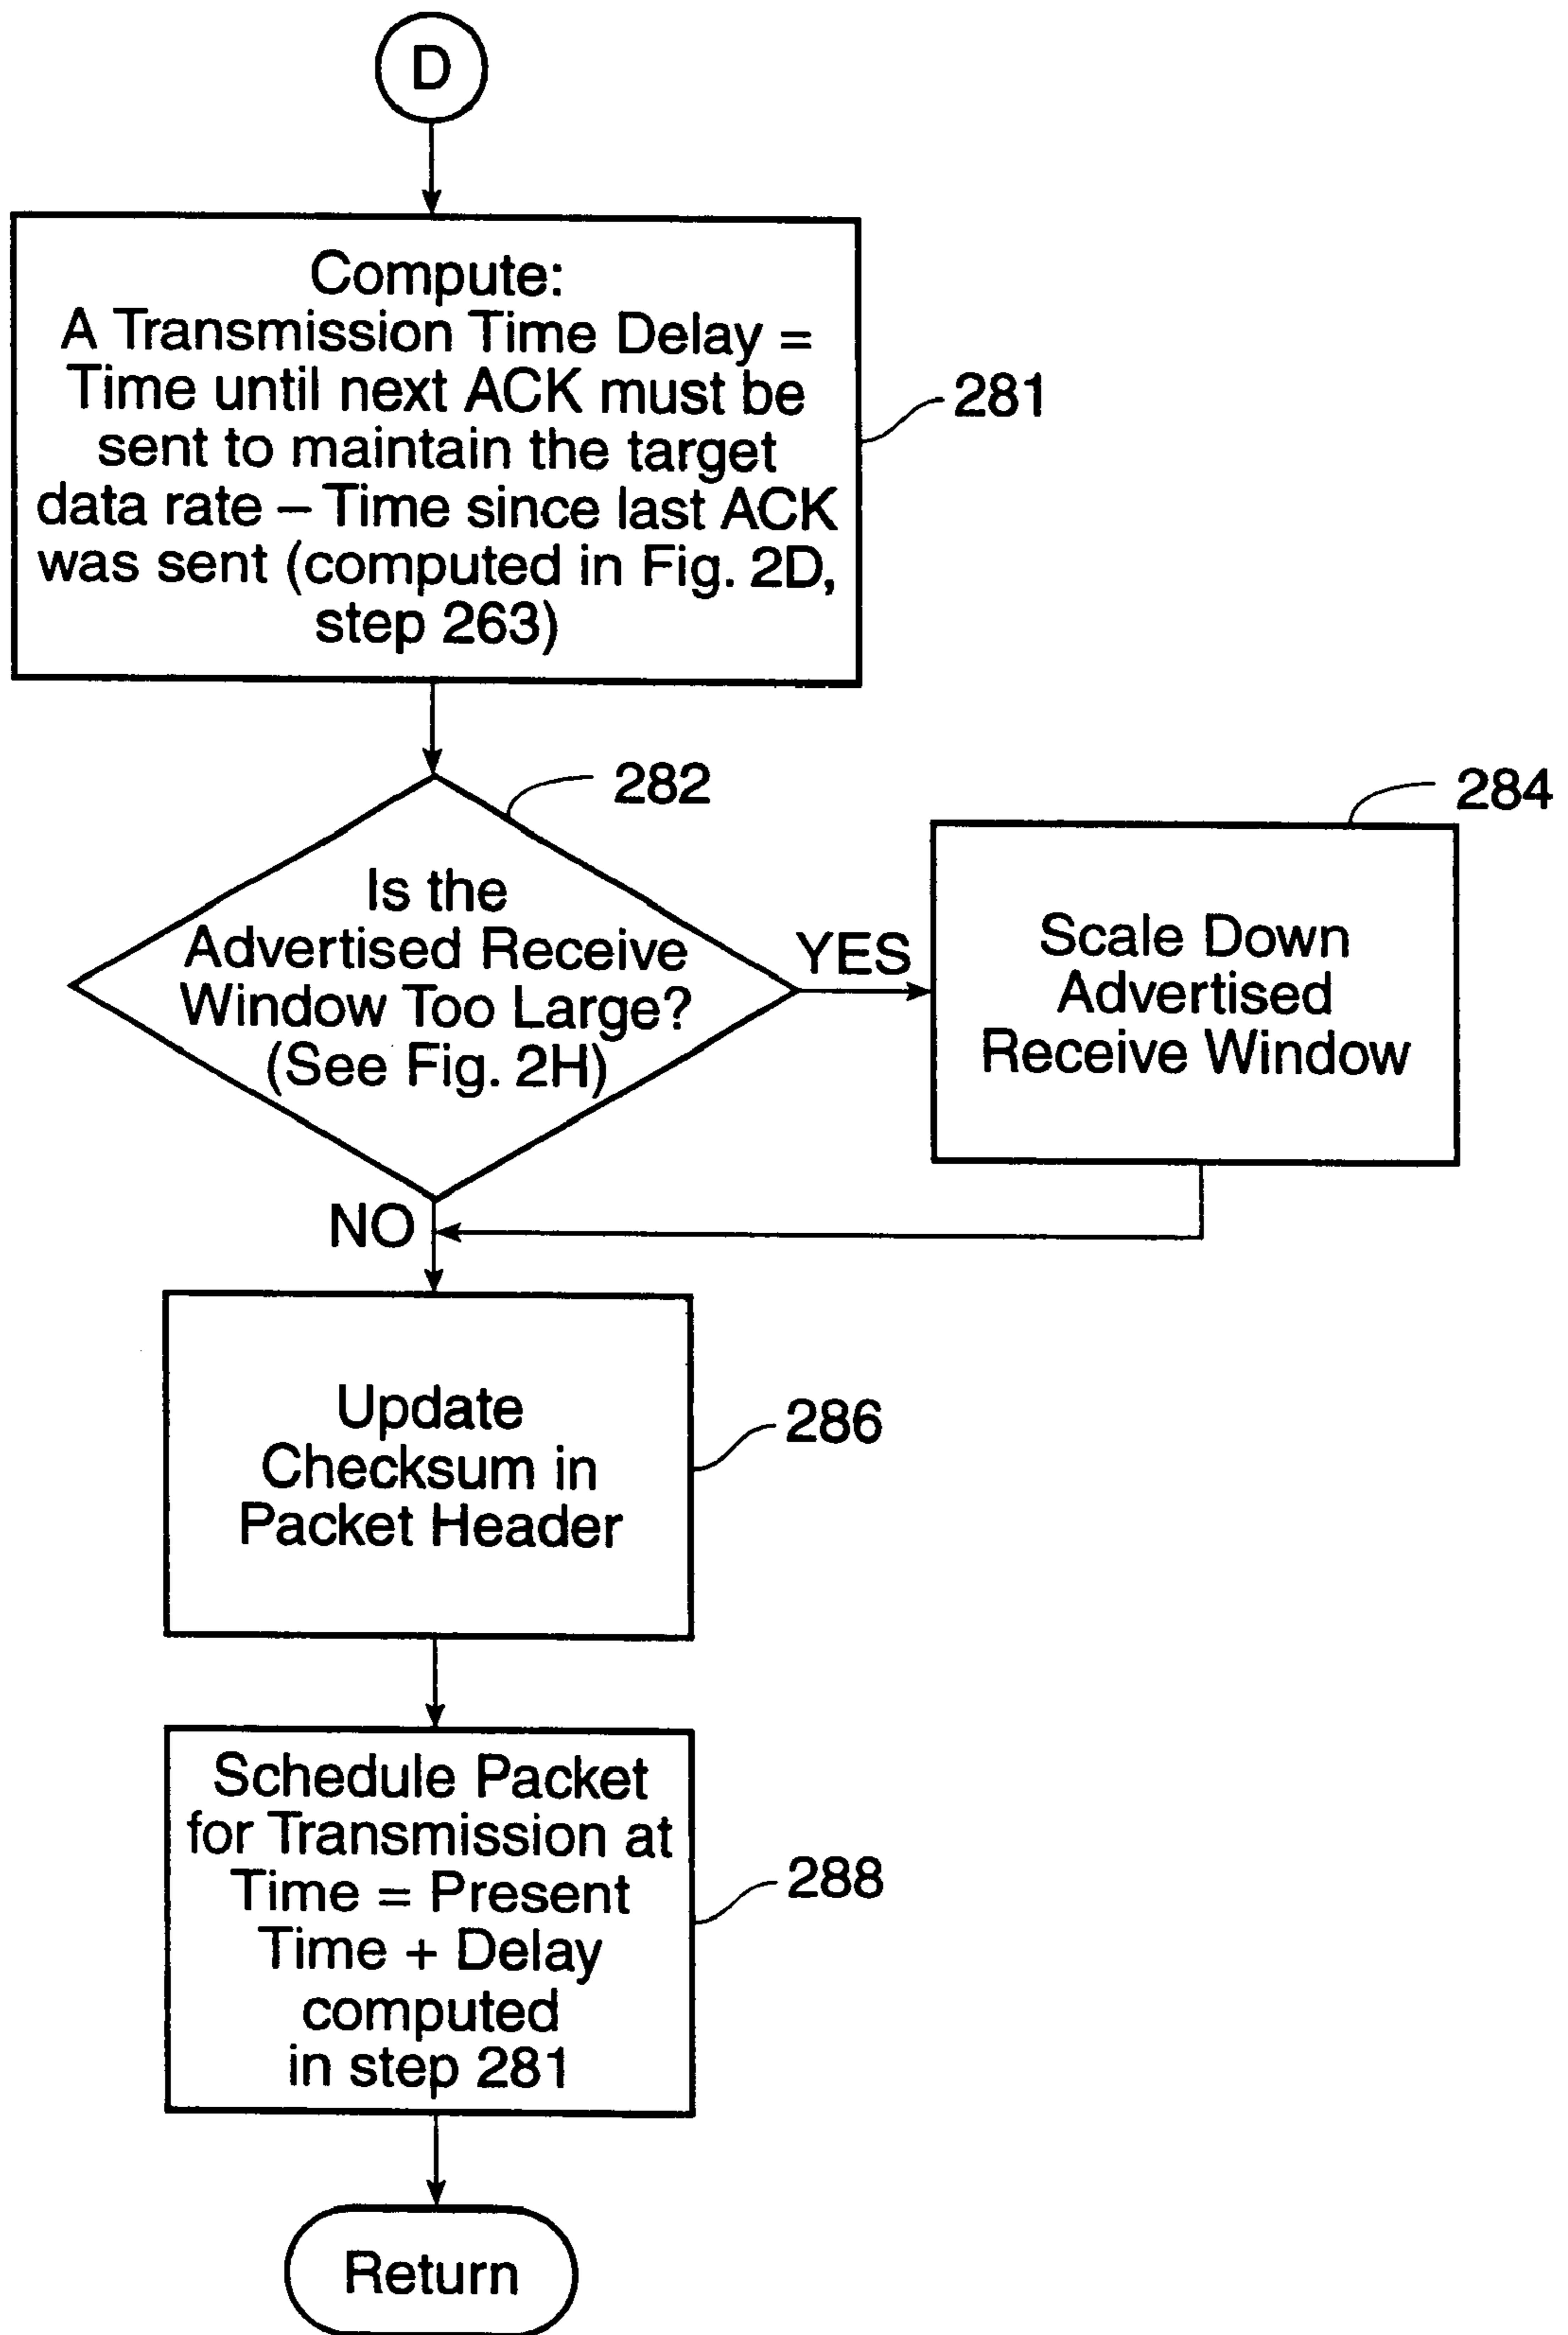 D
Compute:
A Transmission Time Delay =
Time until next ACK must be
sent to maintain the target
data rate – Time since last ACK
was sent (computed in Fig. 2D,
step 263)
281
282
Is the
Advertised Receive
Window Too Large?
(See Fig. 2H)
YES
284
Scale Down
Advertised
Receive Window
NO
Update
Checksum in
Packet Header
286
Schedule Packet
for Transmission at
Time = Present
Time + Delay
computed
in step 281
288
Return